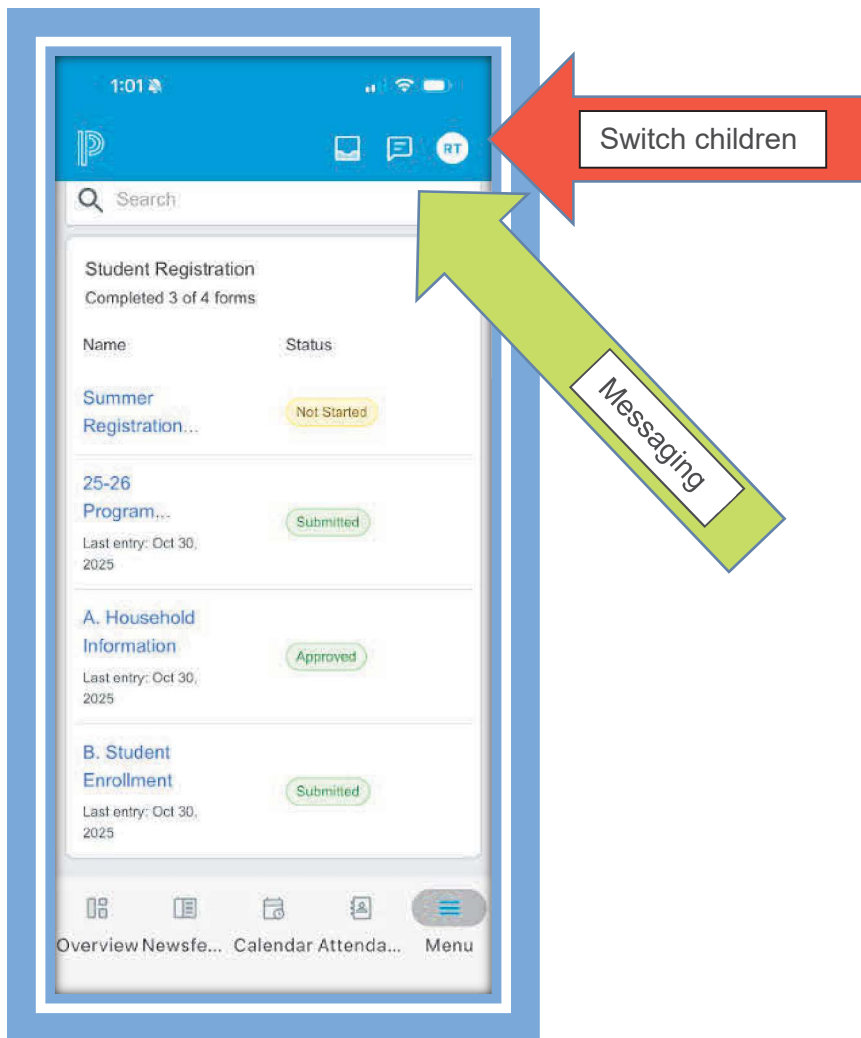 1:01
RT
Switch children
Search
Student Registration
Completed 3 of 4 forms
Name Status
Summer
Registration...
Not Started
25-26
Program...
Submitted
Last entry: Oct 30,
2025
A. Household
Information
Approved
Last entry: Oct 30,
2025
B. Student
Enrollment
Submitted
Last entry: Oct 30,
2025
Messaging
Overview Newsfe... Calendar Attenda... Menu